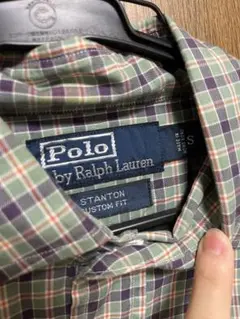 Polo
by Ralph Lauren
STANTON
CUSTOM FIT
S